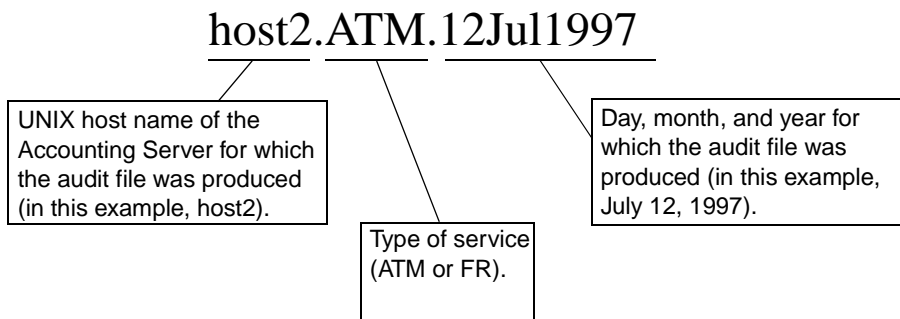 host2.ATM.12Jul1997
UNIX host name of the
Accounting Server for which
the audit file was produced
(in this example, host2).
Type of service
(ATM or FR).
Day, month, and year for
which the audit file was
produced (in this example,
July 12, 1997).